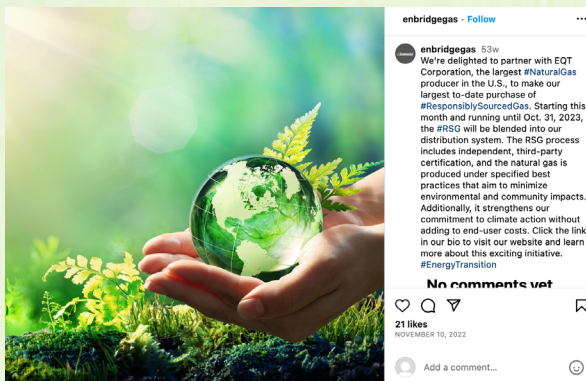 enbridgegas • Follow
...
enbridgegas 53w
We're delighted to partner with EQT
Corporation, the largest #NaturalGas
producer in the U.S., to make our
largest to-date purchase of
#ResponsiblySourcedGas. Starting this
month and running until Oct. 31, 2023,
the #RSG will be blended into our
distribution system. The RSG process
includes independent, third-party
certification, and the natural gas is
produced under specified best
practices that aim to minimize
environmental and community impacts.
Additionally, it strengthens our
commitment to climate action without
adding to end-user costs. Click the link
in our bio to visit our website and learn
more about this exciting initiative.
#EnergyTransition
No comments yet
21 likes
NOVEMBER 10, 2022
Add a comment...